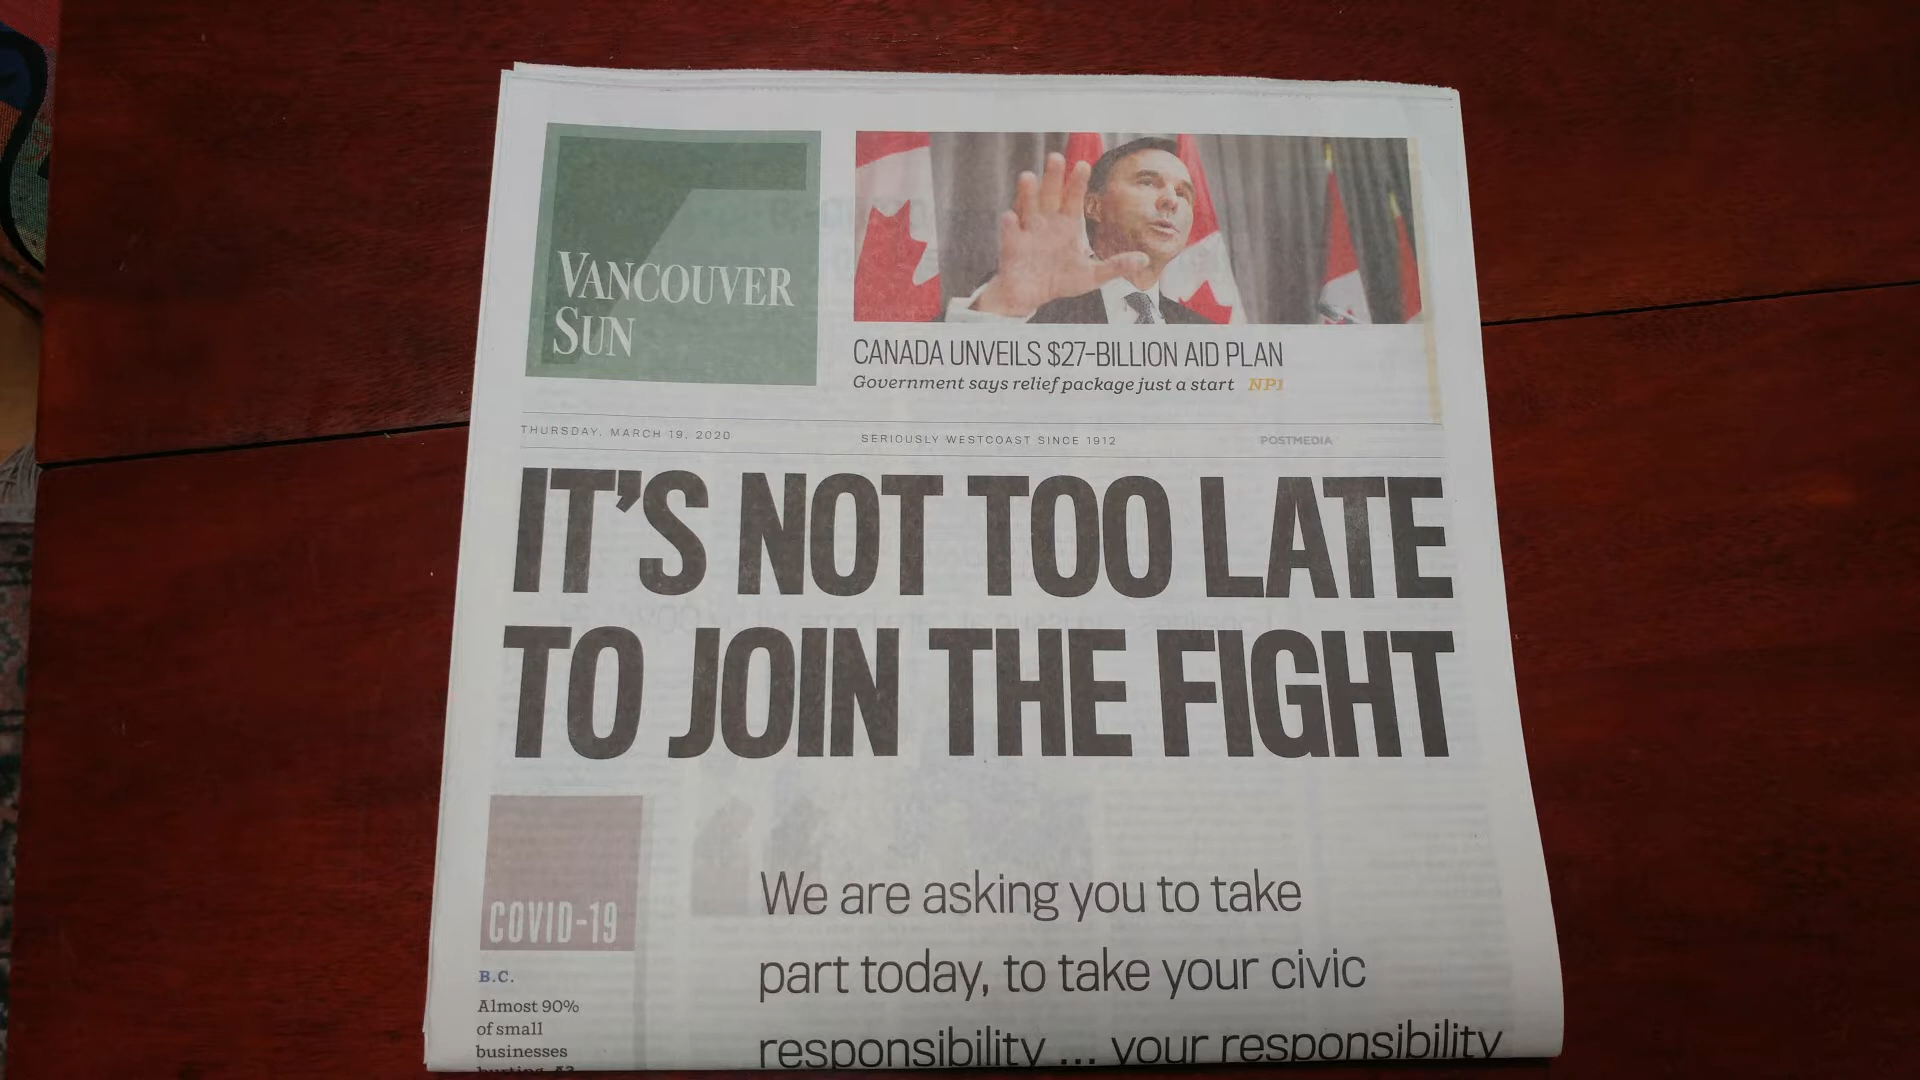 VANCOUVER
SUN
CANADA UNVEILS $27-BILLION AID PLAN
Government says relief package just a start NP1
THURSDAY, MARCH 19, 2020
SERIOUSLY WESTCOAST SINCE 1912
POSTMEDIA
IT'S NOT TOO LATE
TO JOIN THE FIGHT
COVID-19
B.C.
Almost 90%
of small
businesses
hurting. A3
We are asking you to take
part today, to take your civic
responsibility ... your responsibility